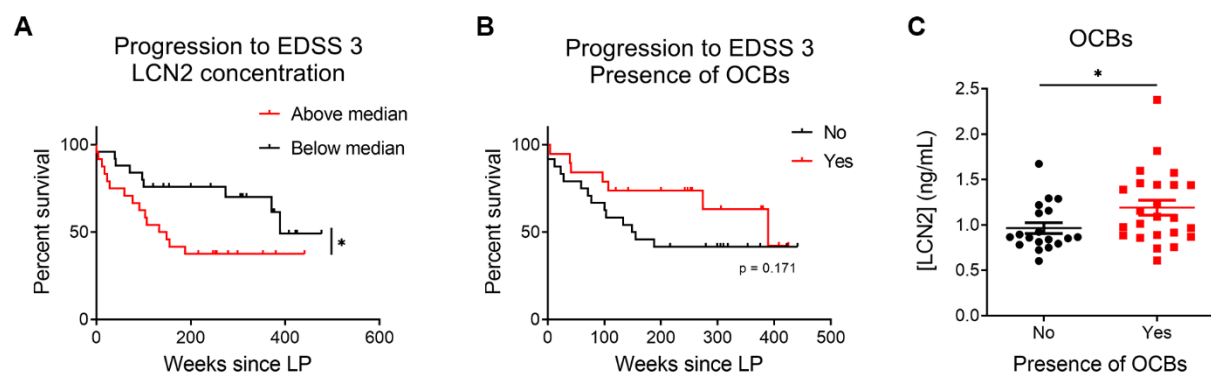 A
Progression to EDSS 3
LCN2 concentration
Above median
Below median
Percent survival
100
50
0
*
0
200
400
600
Weeks since LP
B
Progression to EDSS 3
Presence of OCBs
No
Yes
Percent survival
100
50
0
p = 0.171
0
100
200
300
400
500
Weeks since LP
C
OCBs
*
[LCN2] (ng/mL)
2.5
2.0
1.5
1.0
0.5
0.0
No
Yes
Presence of OCBs